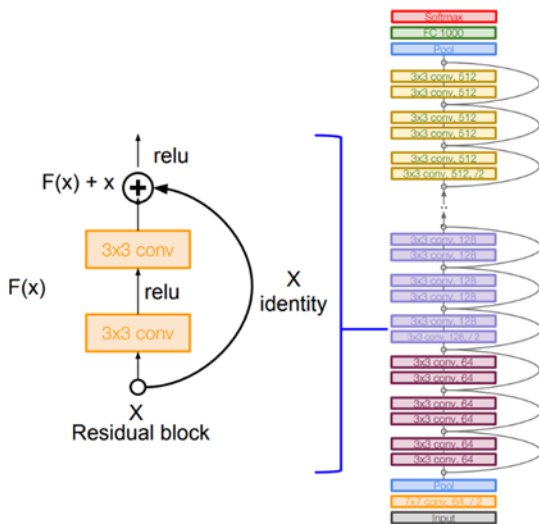 relu
F(x) + x
3x3 conv
F(x)
relu
3x3 conv
X
Residual block
X
identity
Softmax
FC 1000
Pool
3x3 conv, 512
3x3 conv, 512
3x3 conv, 512
3x3 conv, 512
3x3 conv, 512
3x3 conv, 512, /2
..
3x3 conv, 128
3x3 conv, 128
3x3 conv, 128
3x3 conv, 128
3x3 conv, 128
3x3 conv, 128, / 2
3x3 conv, 64
3x3 conv, 64
3x3 conv, 64
3x3 conv, 64
3x3 conv, 64
3x3 conv, 64
Pool
7x7 conv, 64, / 2
Input